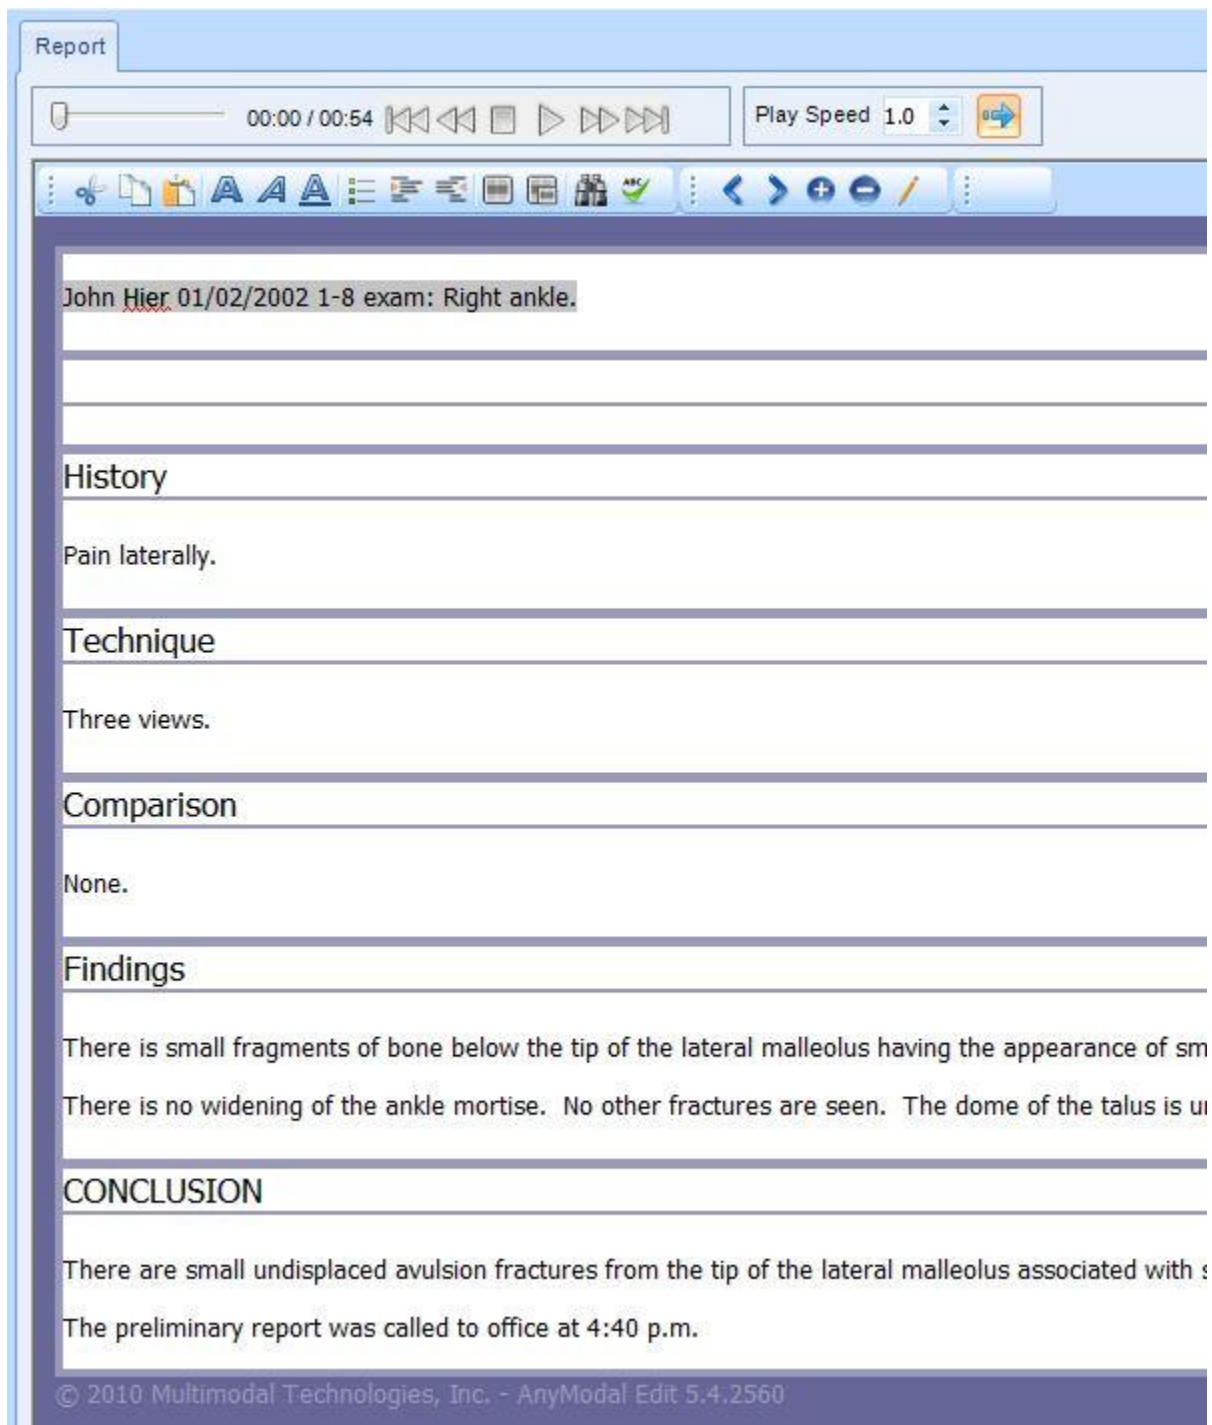 Report
00:00 / 00:54 Play Speed 1.0
ABC
John Hier 01/02/2002 1-8 exam: Right ankle.
History
Pain laterally.
Technique
Three views.
Comparison
None.
Findings
There is small fragments of bone below the tip of the lateral malleolus having the appearance of
There is no widening of the ankle mortise. No other fractures are seen. The dome of the talus is
CONCLUSION
There are small undisplaced avulsion fractures from the tip of the lateral malleolus associated with
The preliminary report was called to office at 4:40 p.m.
© 2010 Multimodal Technologies, Inc. - AnyModal Edit 5.4.2560